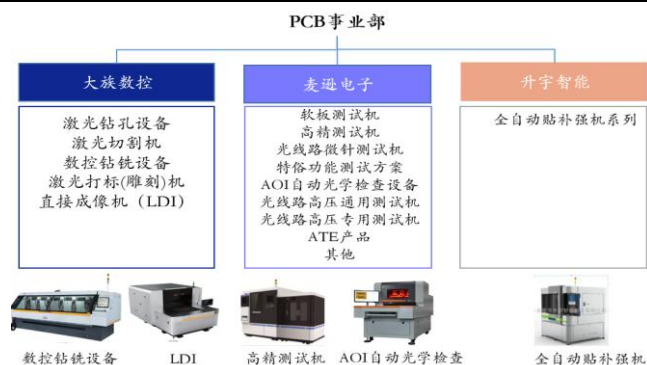 PCB事业部
大族数控
激光钻孔设备
激光切割机
数控钻铣设备
激光打标(雕刻)机
直接成像机（LDI）
麦逊电子
软板测试机
高精测试机
光线路微针测试机
特俗功能测试方案
AOI自动光学检查设备
光线路高压通用测试机
光线路高压专用测试机
ATE产品
其他
升宇智能
全自动贴补强机系列
数控钻铣设备
LDI
高精测试机
AOI自动光学检查
全自动贴补强机